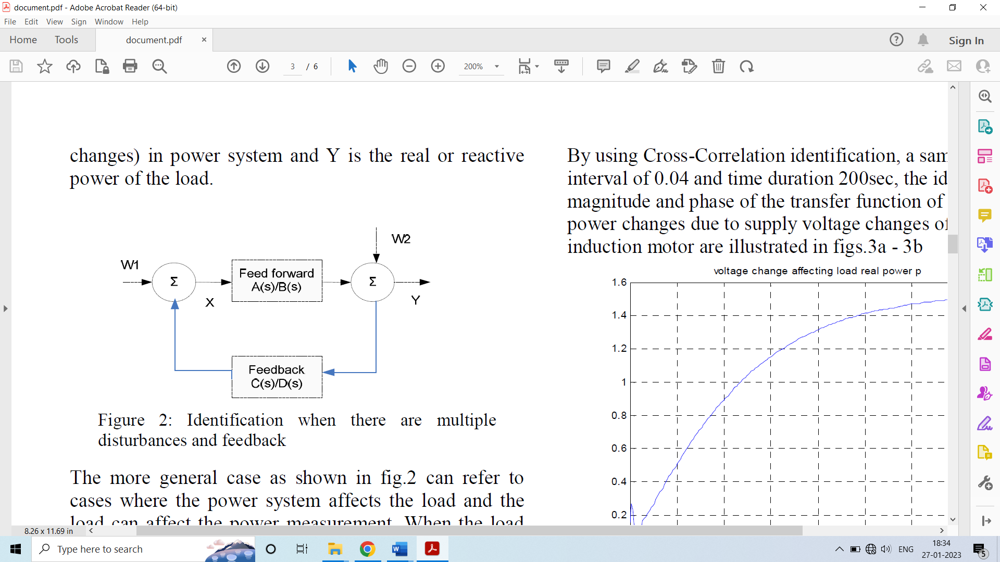 document.pdf - Adobe Acrobat Reader (64-bit)
File Edit View Sign Window Help
Home Tools document.pdf × Sign In
3 / 6 200%
changes) in power system and Y is the real or reactive
power of the load.
W1
Σ
X
Feed forward
A(s)/B(s)
W2
Σ
Y
Feedback
C(s)/D(s)
Figure 2: Identification when there are multiple
disturbances and feedback
The more general case as shown in fig.2 can refer to
cases where the power system affects the load and the
load can affect the power measurement. When the load
By using Cross-Correlation identification, a sam
interval of 0.04 and time duration 200sec, the id
magnitude and phase of the transfer function of
power changes due to supply voltage changes of
induction motor are illustrated in figs.3a - 3b
voltage change affecting load real power p
1.6
1.4
1.2
1
0.8
0.6
0.4
0.2
8.26 x 11.69 in
Type here to search
ENG
18:34
27-01-2023
5